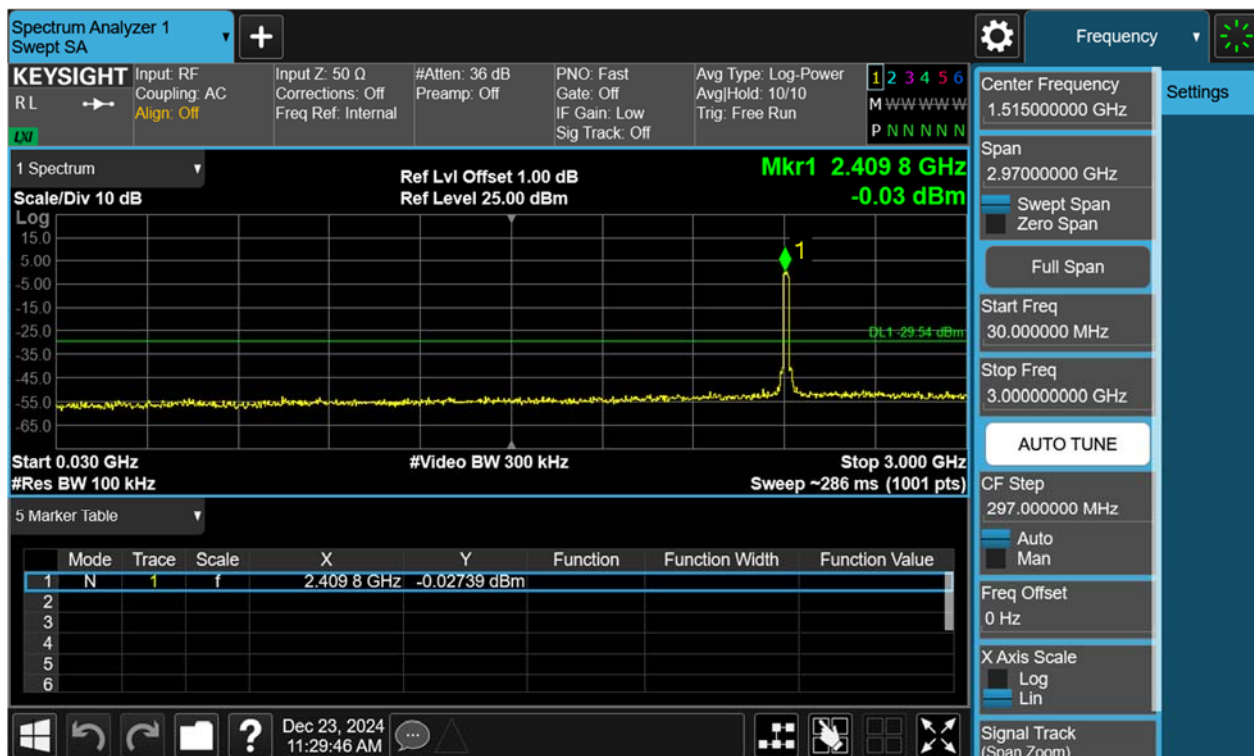 Spectrum Analyzer 1
Swept SA
+
Frequency
KEYSIGHT
R L
LXI
Input: RF
Coupling: AC
Align: Off
Input Z: 50 Ω
Corrections: Off
Freq Ref: Internal
#Atten: 36 dB
Preamp: Off
PNO: Fast
Gate: Off
IF Gain: Low
Sig Track: Off
Avg Type: Log-Power
Avg|Hold: 10/10
Trig: Free Run
1 2 3 4 5 6
M W W W W W
P N N N N N
1 Spectrum
Scale/Div 10 dB
Ref Lvl Offset 1.00 dB
Ref Level 25.00 dBm
Mkr1 2.409 8 GHz
-0.03 dBm
Log
15.0
5.00
-5.00
-15.0
-25.0
-35.0
-45.0
-55.0
-65.0
1
DL1 -29.54 dBm
Start 0.030 GHz
#Video BW 300 kHz
Stop 3.000 GHz
#Res BW 100 kHz
Sweep ~286 ms (1001 pts)
5 Marker Table
Mode Trace Scale X Y Function Function Width Function Value
1 N 1 f 2.409 8 GHz -0.02739 dBm
2
3
4
5
6
?
Dec 23, 2024
11:29:46 AM
Center Frequency
1.515000000 GHz
Settings
Span
2.97000000 GHz
Swept Span
Zero Span
Full Span
Start Freq
30.000000 MHz
Stop Freq
3.000000000 GHz
AUTO TUNE
CF Step
297.000000 MHz
Auto
Man
Freq Offset
0 Hz
X Axis Scale
Log
Lin
Signal Track
(Span Zoom)